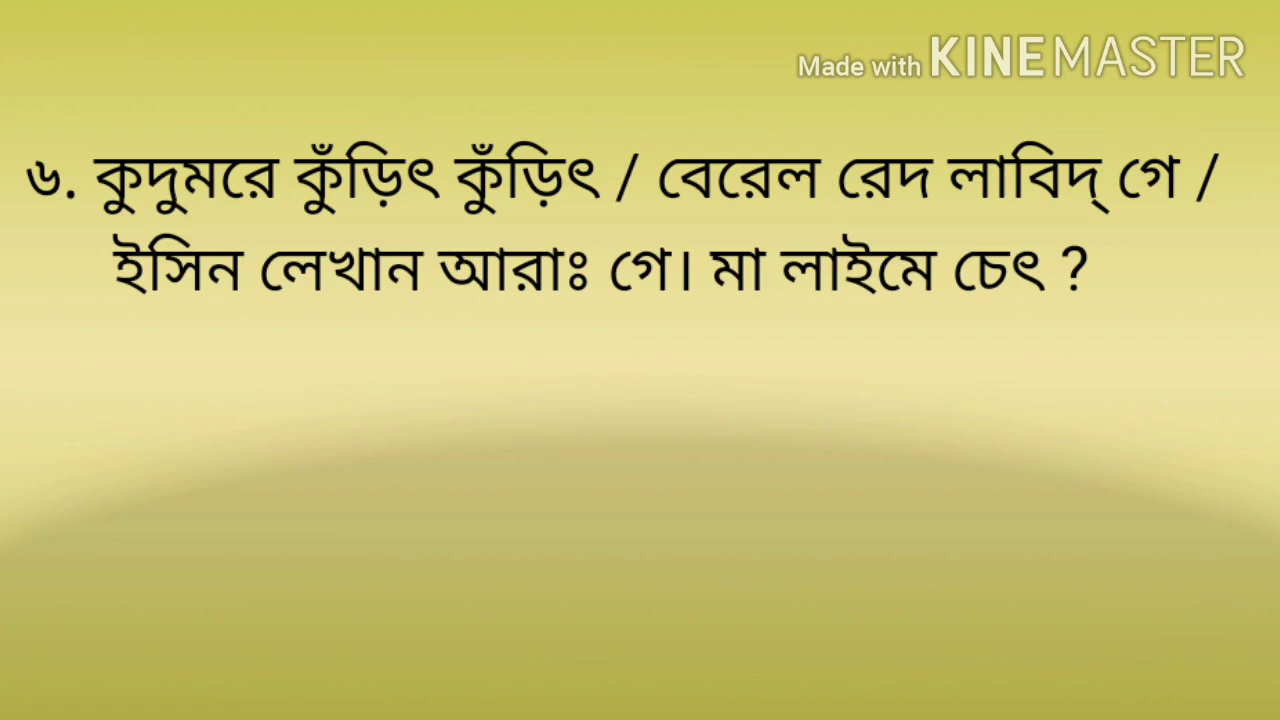 Made with KINEMASTER
৬. কুদুমরে কুঁড়িৎ কুঁড়িৎ / বেরেল রেদ লাবিদ্‌ গে /
ইসিন লেখান আরাঃ গে। মা লাইমে চেৎ ?